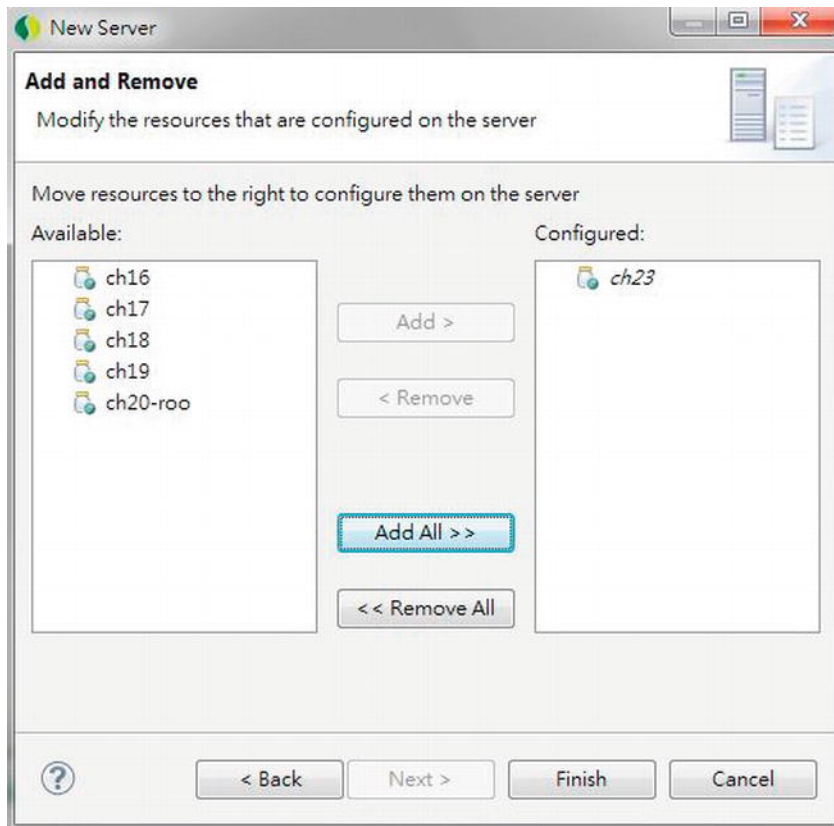 New Server
Add and Remove
Modify the resources that are configured on the server
Move resources to the right to configure them on the server
Available:
Configured:
ch16
ch17
ch18
ch19
ch20-roo
Add >
< Remove
Add All >>
<< Remove All
ch23
?
< Back
Next >
Finish
Cancel